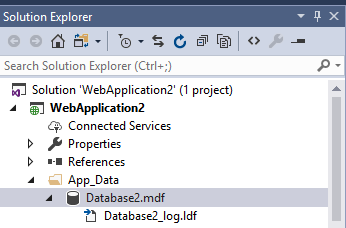 Solution Explorer
Search Solution Explorer (Ctrl+;)
Solution 'WebApplication2' (1 project)
WebApplication2
Connected Services
Properties
References
App_Data
Database2.mdf
Database2_log.ldf